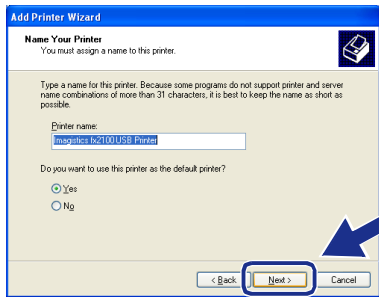 Add Printer Wizard
Name Your Printer
You must assign a name to this printer.
Type a name for this printer. Because some programs do not support printer and server
name combinations of more than 31 characters, it is best to keep the name as short as
possible.
Printer name:
Imagistics fx2100 USB Printer
Do you want to use this printer as the default printer?
Yes
No
< Back
Next >
Cancel